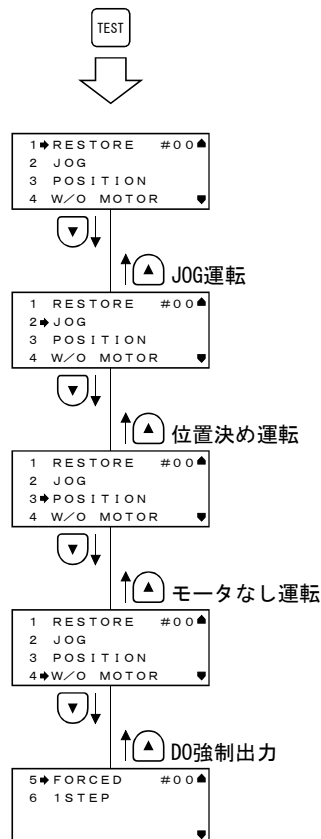 TEST
1 RESTORE #00
2 JOG
3 POSITION
4 W/O MOTOR
JOG運転
1 RESTORE #00
2 JOG
3 POSITION
4 W/O MOTOR
位置決め運転
1 RESTORE #00
2 JOG
3 POSITION
4 W/O MOTOR
モータなし運転
1 RESTORE #00
2 JOG
3 POSITION
4 W/O MOTOR
DO強制出力
5 FORCED #00
6 1STEP